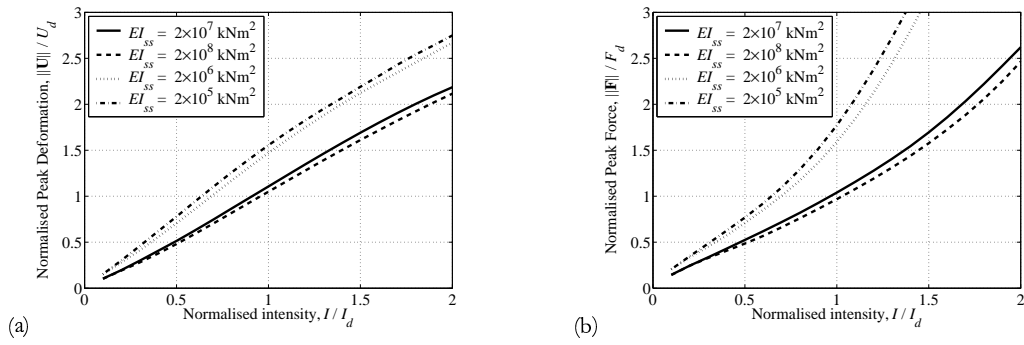 (a)
Normalised Peak Deformation, ||U|| / U_d
3
2.5
2
1.5
1
0.5
0
EI_ss = 2×10^7 kNm^2
EI_ss = 2×10^8 kNm^2
EI_ss = 2×10^6 kNm^2
EI_ss = 2×10^5 kNm^2
0 0.5 1 1.5 2
Normalised intensity, I / I_d
(b)
Normalised Peak Force, ||F|| / F_d
3
2.5
2
1.5
1
0.5
0
EI_ss = 2×10^7 kNm^2
EI_ss = 2×10^8 kNm^2
EI_ss = 2×10^6 kNm^2
EI_ss = 2×10^5 kNm^2
0 0.5 1 1.5 2
Normalised intensity, I / I_d